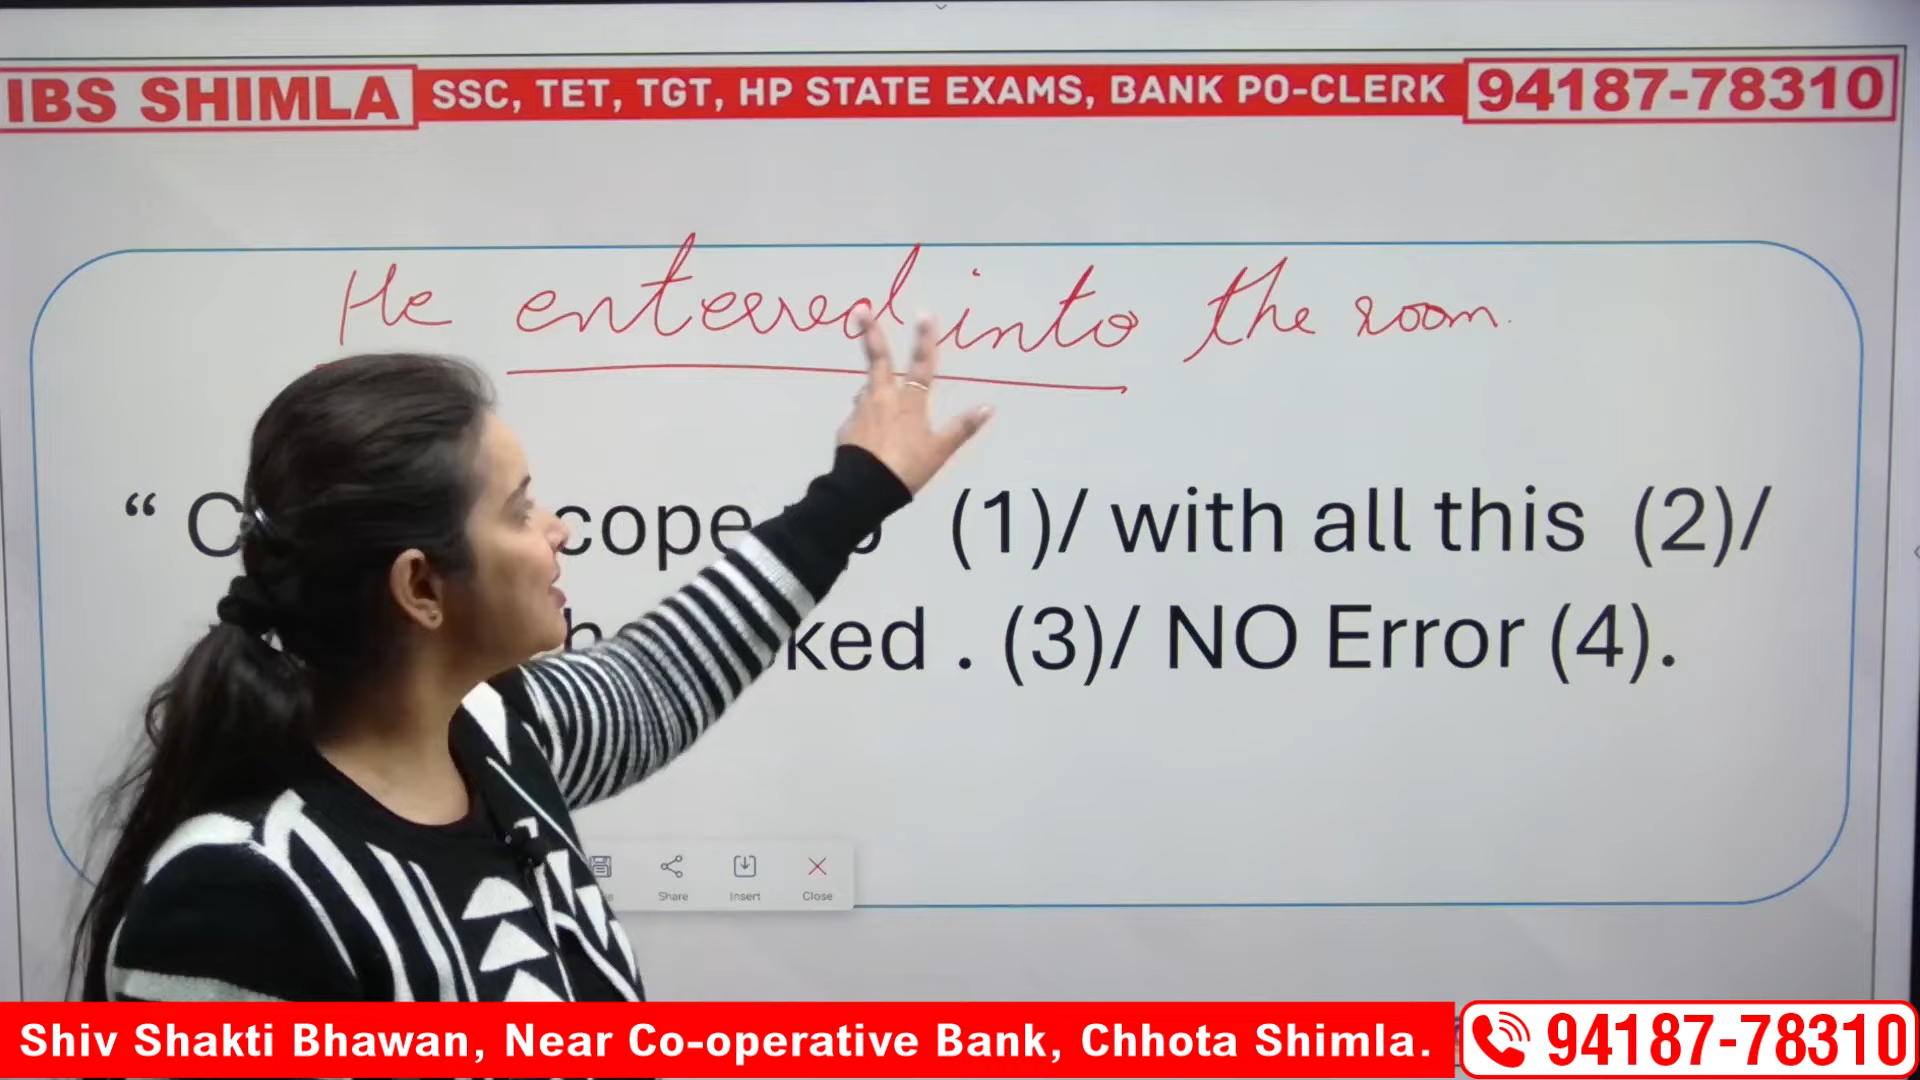 IBS SHIMLA SSC, TET, TGT, HP STATE EXAMS, BANK PO-CLERK 94187-78310
He entered into the room.
“ C cope (1)/ with all this (2)/
ked . (3)/ NO Error (4).
Share Insert Close
Shiv Shakti Bhawan, Near Co-operative Bank, Chhota Shimla. 94187-78310